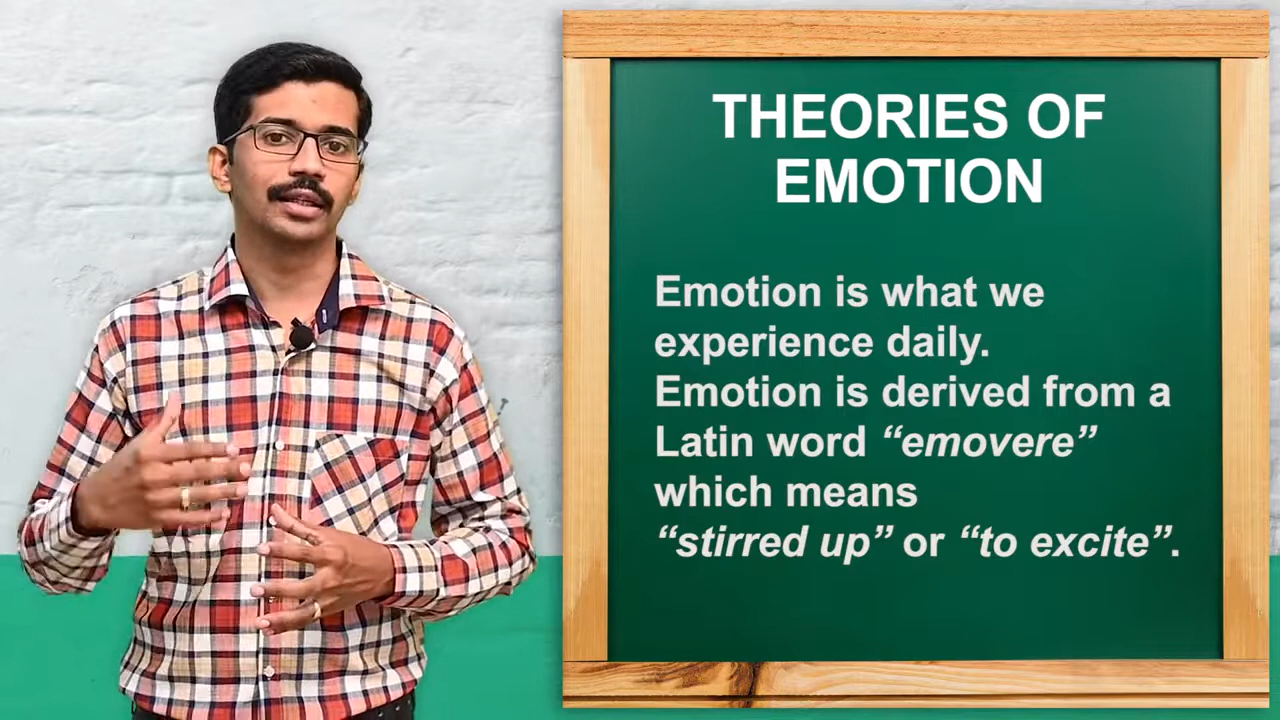 THEORIES OF
EMOTION
Emotion is what we
experience daily.
Emotion is derived from a
Latin word “emovere”
which means
“stirred up” or “to excite”.